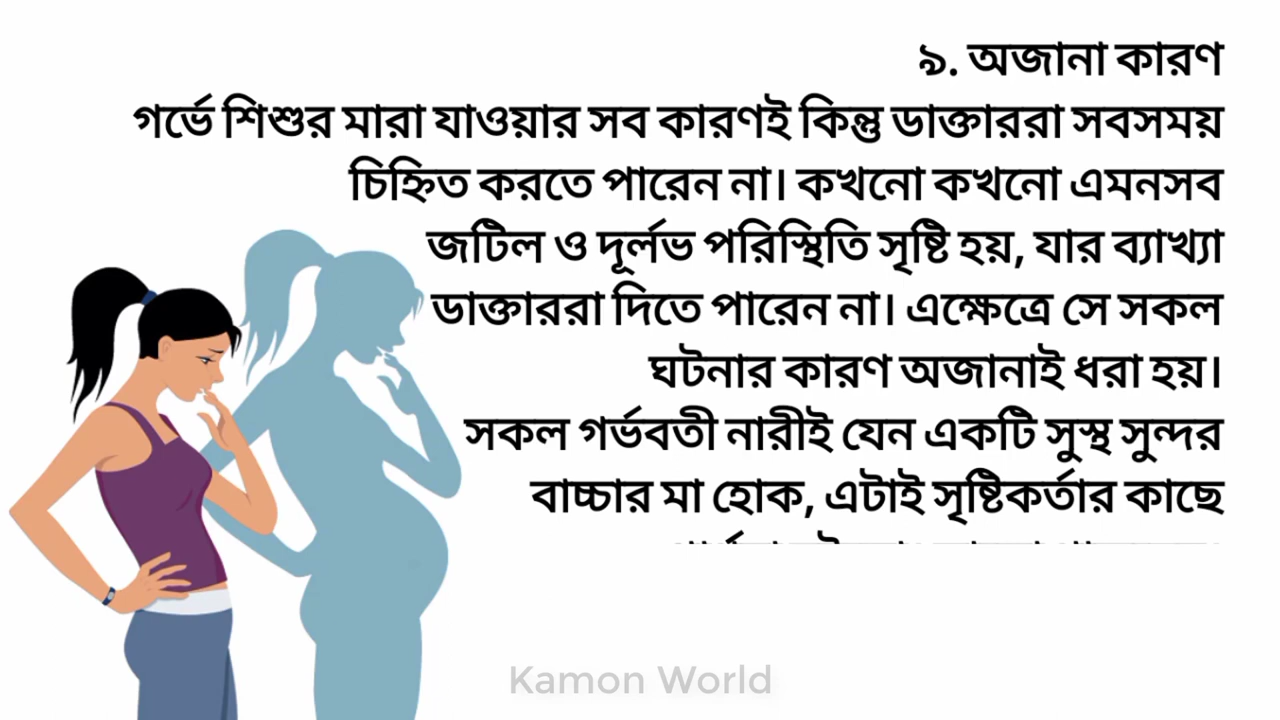 ৯. অজানা কারণ
গর্ভে শিশুর মারা যাওয়ার সব কারণই কিন্তু ডাক্তাররা সবসময়
চিহ্নিত করতে পারেন না। কখনো কখনো এমনসব
জটিল ও দূর্লভ পরিস্থিতি সৃষ্টি হয়, যার ব্যাখ্যা
ডাক্তাররা দিতে পারেন না। এক্ষেত্রে সে সকল
ঘটনার কারণ অজানাই ধরা হয়।
সকল গর্ভবতী নারীই যেন একটি সুস্থ সুন্দর
বাচ্চার মা হোক, এটাই সৃষ্টিকর্তার কাছে
Kamon World